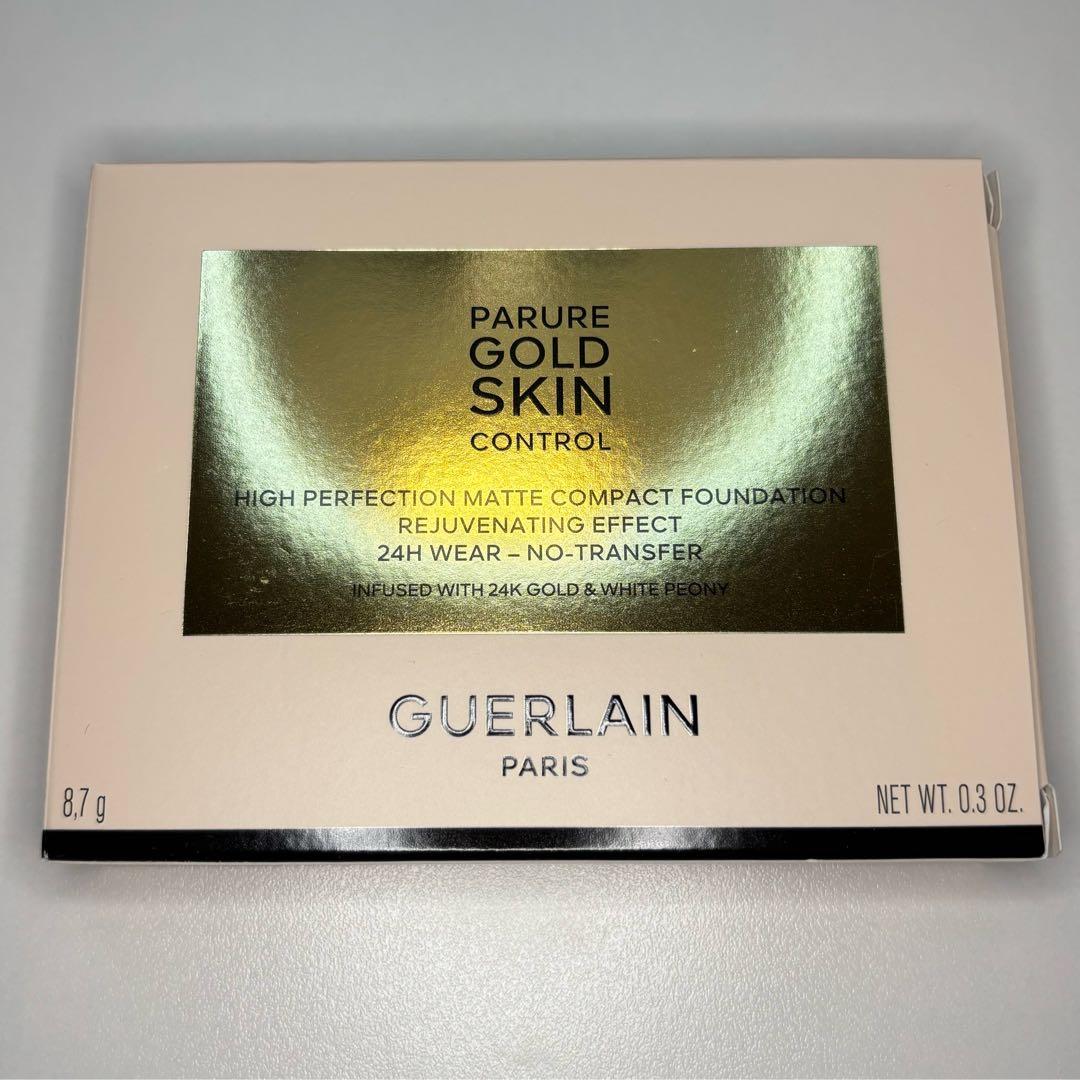 PARURE
GOLD
SKIN
CONTROL
HIGH PERFECTION MATTE COMPACT FOUNDATION
REJUVENATING EFFECT
24H WEAR – NO-TRANSFER
INFUSED WITH 24K GOLD & WHITE PEONY
GUERLAIN
PARIS
8,7 g
NET WT. 0.3 OZ.